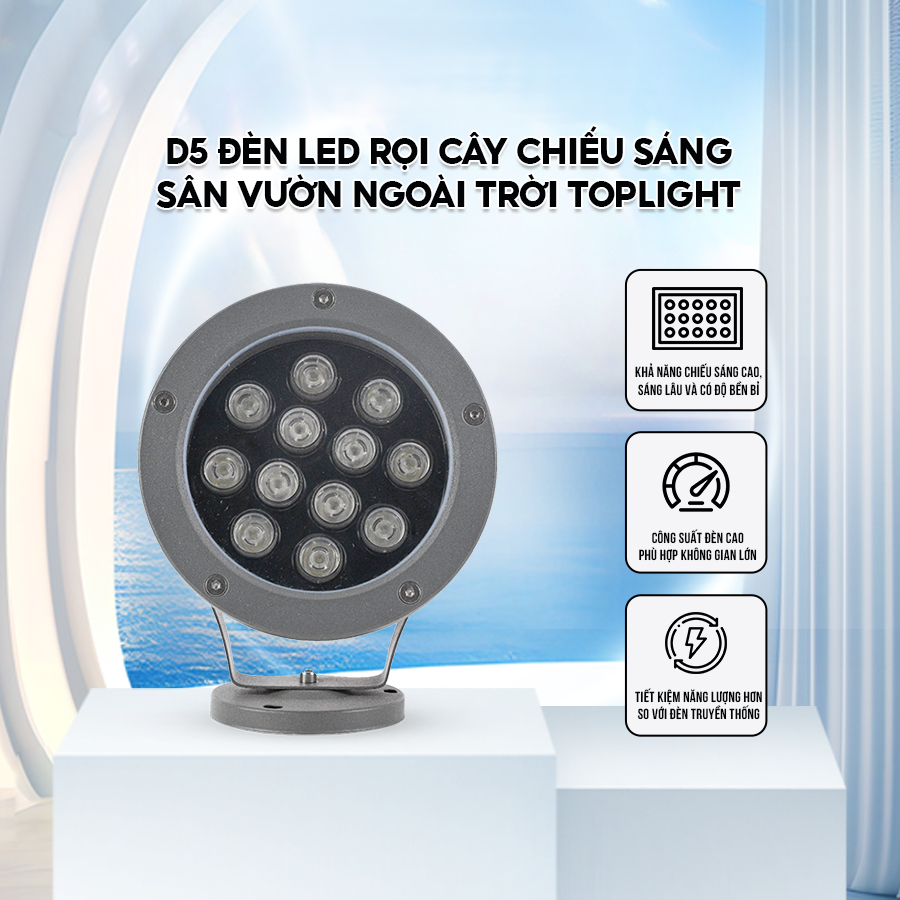 D5 ĐÈN LED RỌI CÂY CHIẾU SÁNG
SÂN VƯỜN NGOÀI TRỜI TOPLIGHT
KHẢ NĂNG CHIẾU SÁNG CAO,
SÁNG LÂU VÀ CÓ ĐỘ BỀN BỈ
CÔNG SUẤT ĐÈN CAO
PHÙ HỢP KHÔNG GIAN LỚN
TIẾT KIỆM NĂNG LƯỢNG HƠN
SO VỚI ĐÈN TRUYỀN THỐNG